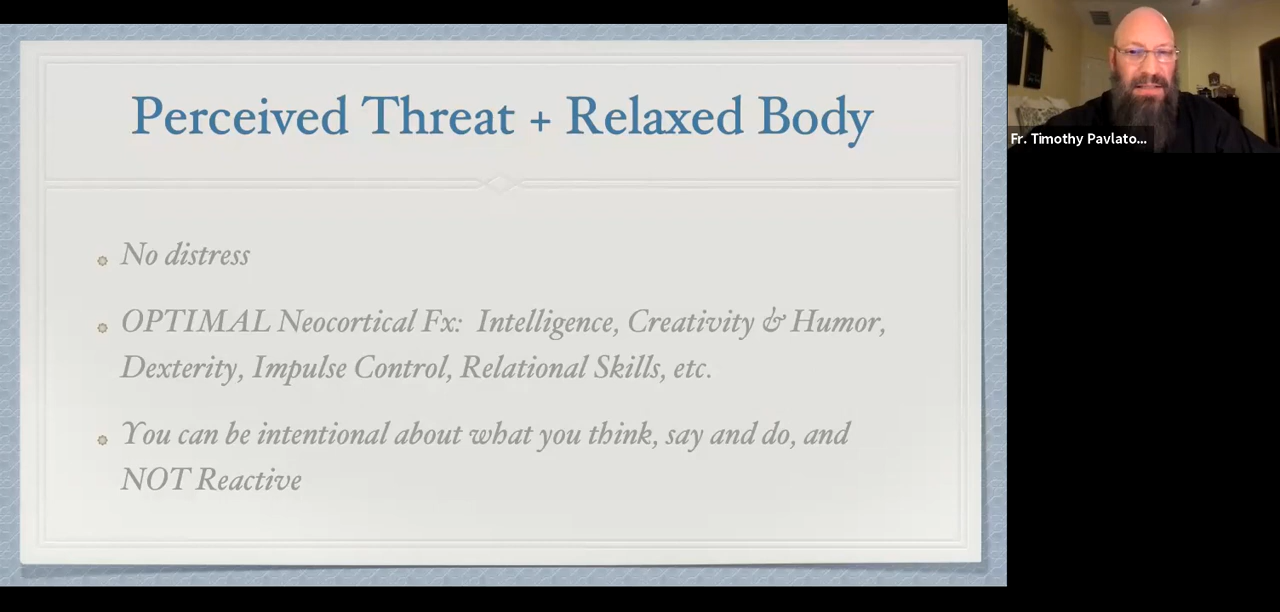 Perceived Threat + Relaxed Body
No distress
OPTIMAL Neocortical Fx: Intelligence, Creativity & Humor,
Dexterity, Impulse Control, Relational Skills, etc.
You can be intentional about what you think, say and do, and
NOT Reactive
Fr. Timothy Pavlato...